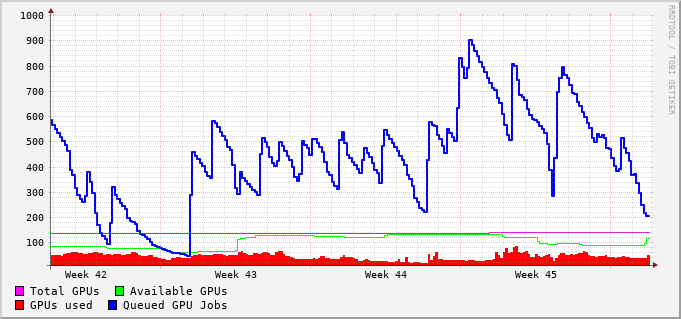 1000
900
800
700
600
500
400
300
200
100
Week 42 Week 43 Week 44 Week 45
Total GPUs Available GPUs
GPUs used Queued GPU Jobs
RRDTOOL / TOBI OETIKER